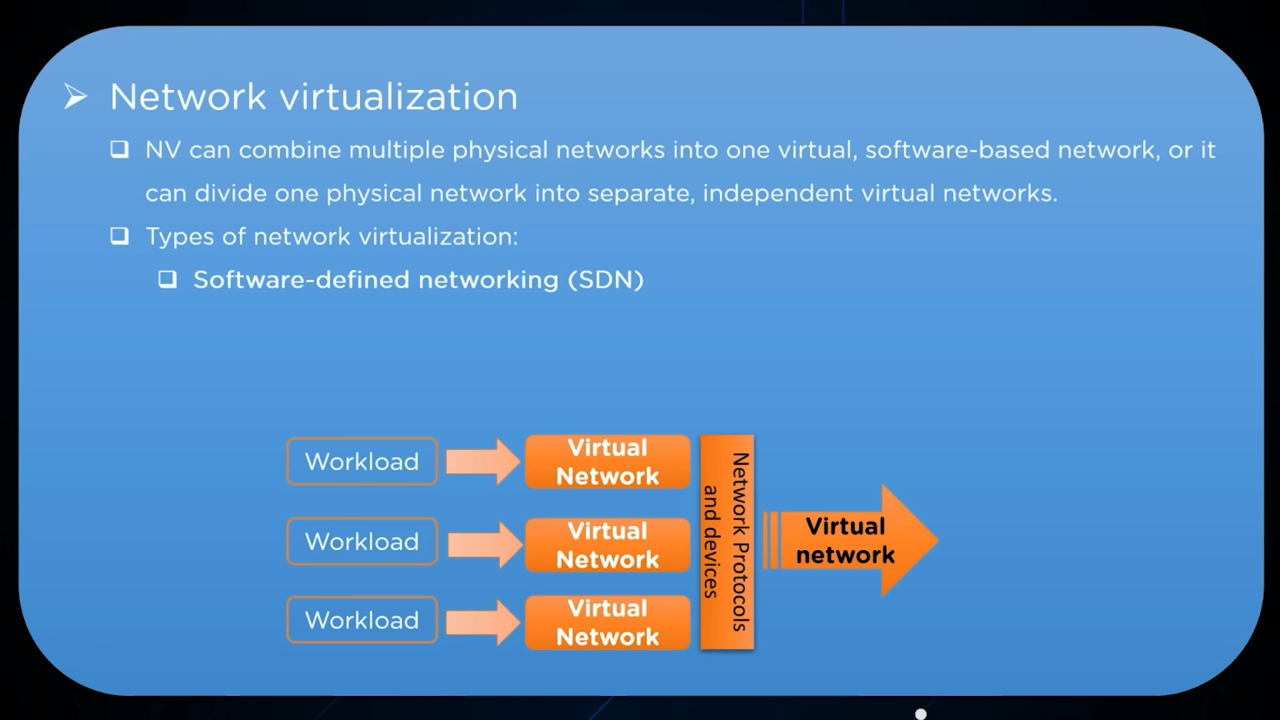 Network virtualization
NV can combine multiple physical networks into one virtual, software-based network, or it
can divide one physical network into separate, independent virtual networks.
Types of network virtualization:
Software-defined networking (SDN)
Workload
Virtual
Network
Workload
Virtual
Network
Workload
Virtual
Network
Network Protocols
and devices
Virtual
network